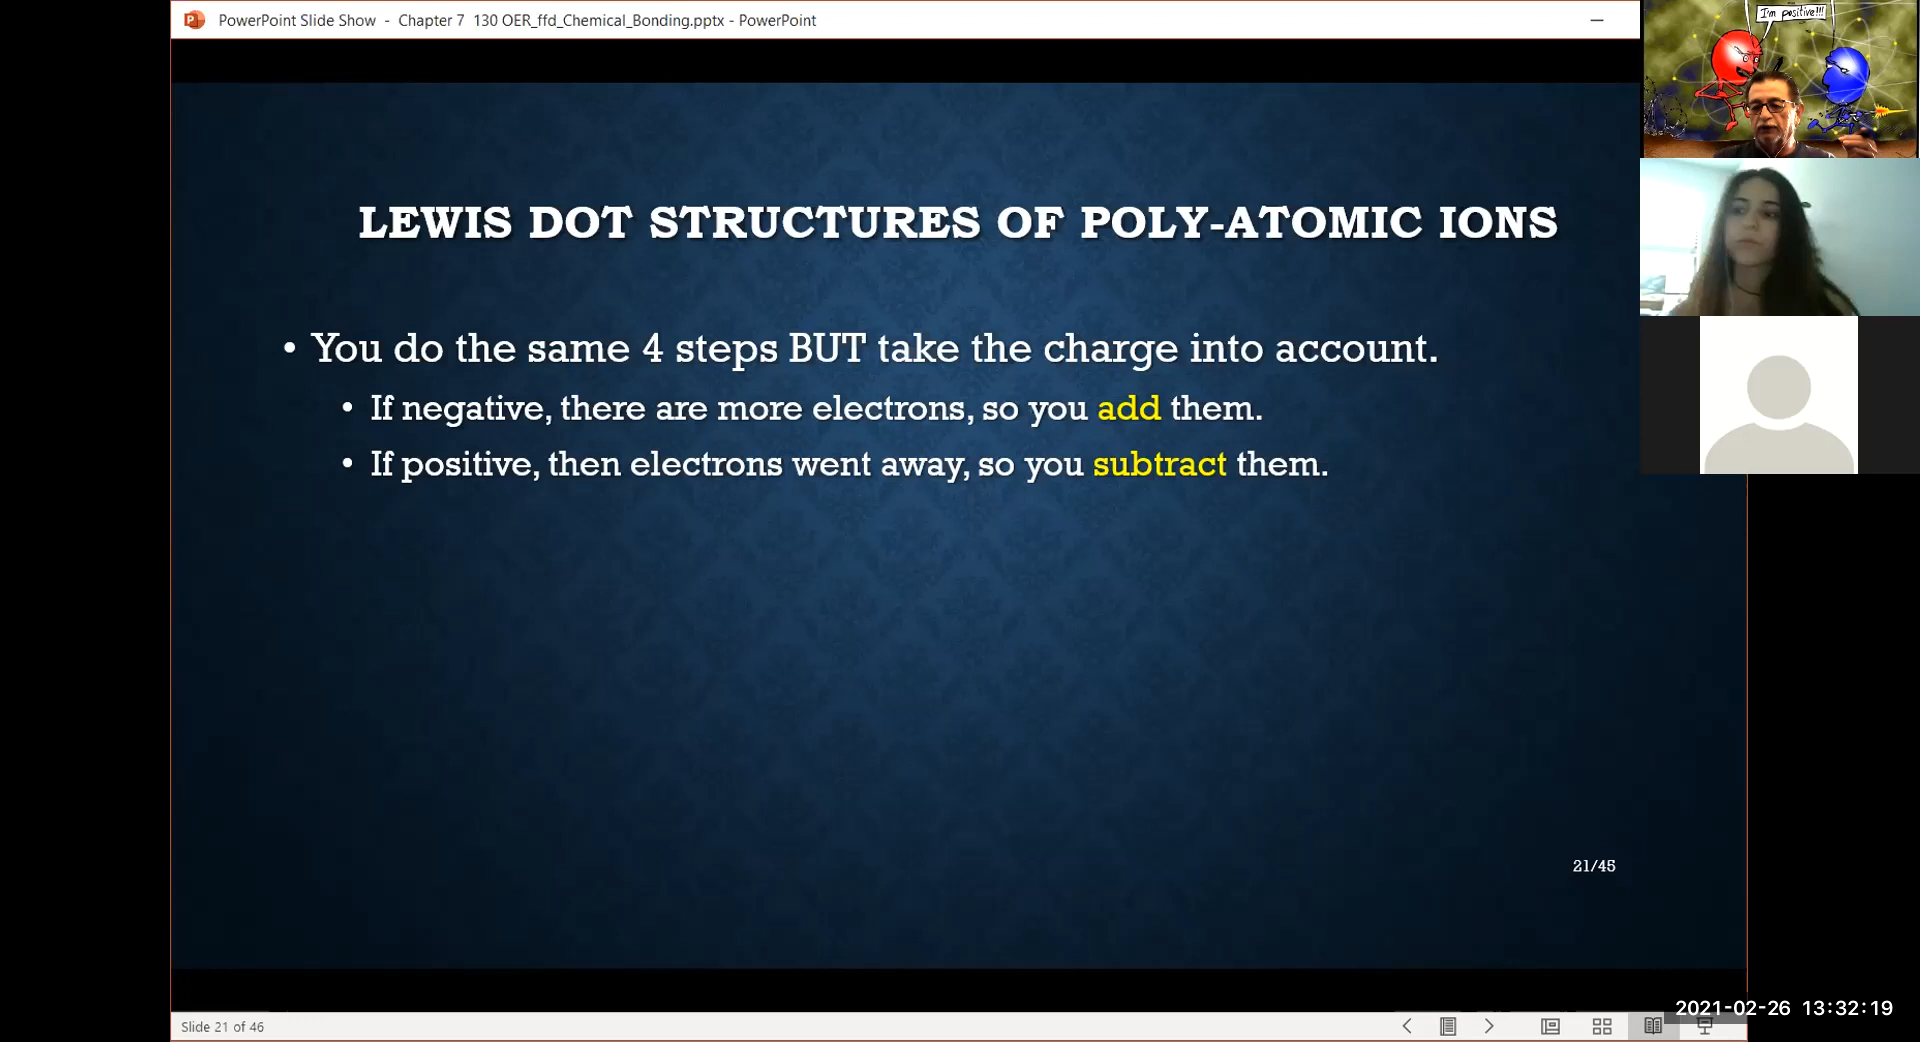 PowerPoint Slide Show - Chapter 7 130 OER_ffd_Chemical_Bonding.pptx - PowerPoint
I'm positive!!!
LEWIS DOT STRUCTURES OF POLY-ATOMIC IONS
• You do the same 4 steps BUT take the charge into account.
• If negative, there are more electrons, so you add them.
• If positive, then electrons went away, so you subtract them.
21/45
2021-02-26 13:32:19
Slide 21 of 46